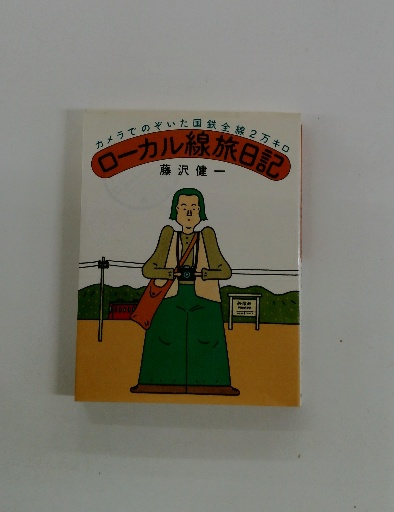 カメラでのぞいた国鉄全線2万キロ
ローカル線旅日記
藤沢健一